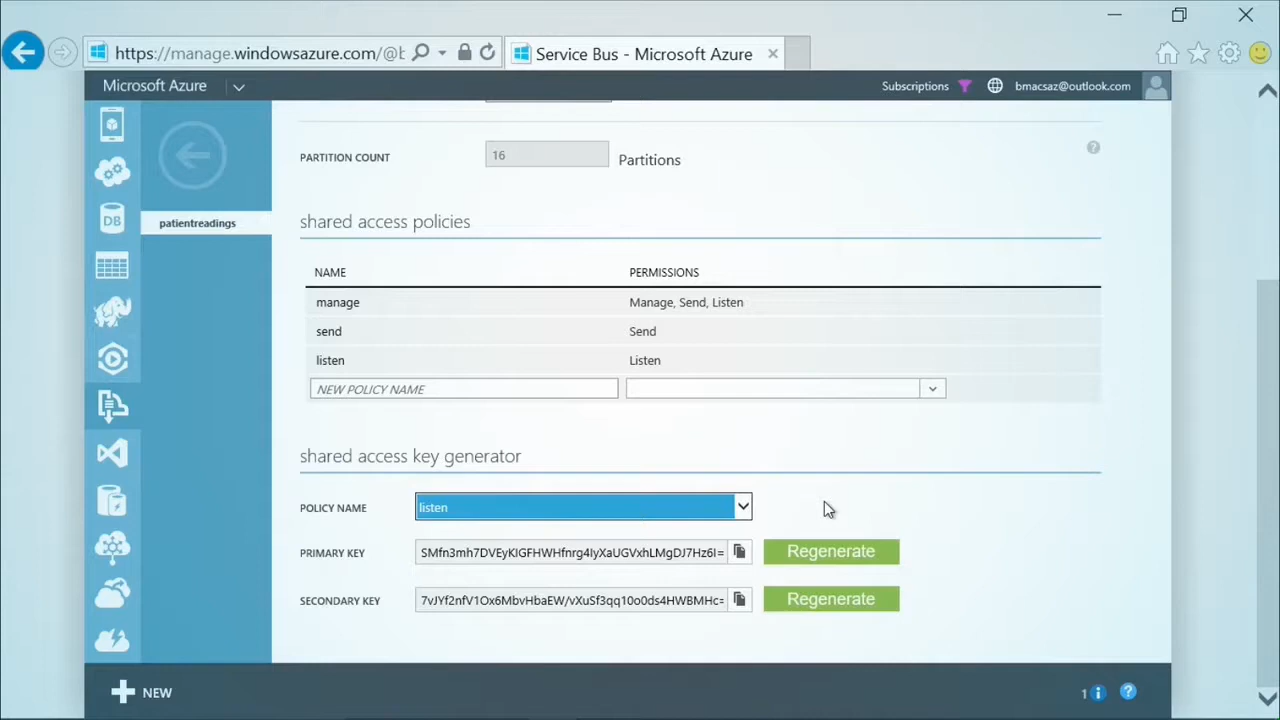 https://manage.windowsazure.com/@b
Service Bus - Microsoft Azure
Microsoft Azure
Subscriptions
bmacsaz@outlook.com
DB
patientreadings
PARTITION COUNT
16
Partitions
?
shared access policies
NAME PERMISSIONS
manage Manage, Send, Listen
send Send
listen Listen
NEW POLICY NAME
shared access key generator
POLICY NAME listen
PRIMARY KEY SMfn3mh7DVEyKIGFHWHfnrg4IyXaUGVxhLMgDJ7Hz6I= Regenerate
SECONDARY KEY 7vJYf2nfV1Ox6MbvHbaEW/vXuSf3qq10o0ds4HWBMHc= Regenerate
NEW
1 i ?